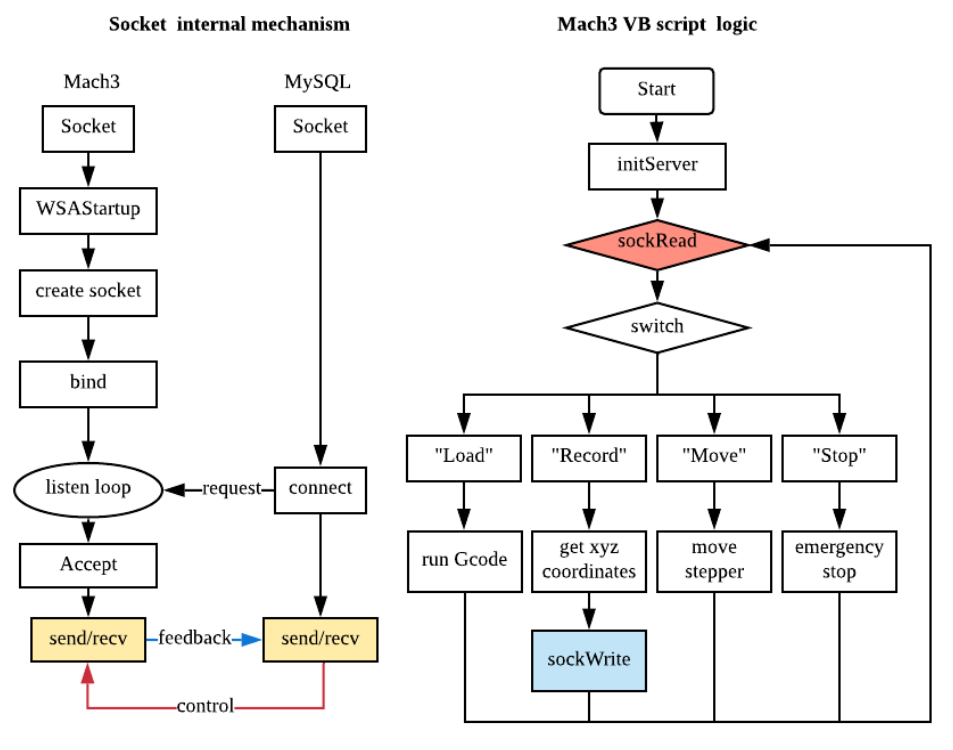 Socket internal mechanism
Mach3
MySQL
Socket
Socket
WSAStartup
create socket
bind
listen loop
request
connect
Accept
send/recv
feedback
send/recv
control
Mach3 VB script logic
Start
initServer
sockRead
switch
"Load"
"Record"
"Move"
"Stop"
run Gcode
get xyz
coordinates
move
stepper
emergency
stop
sockWrite